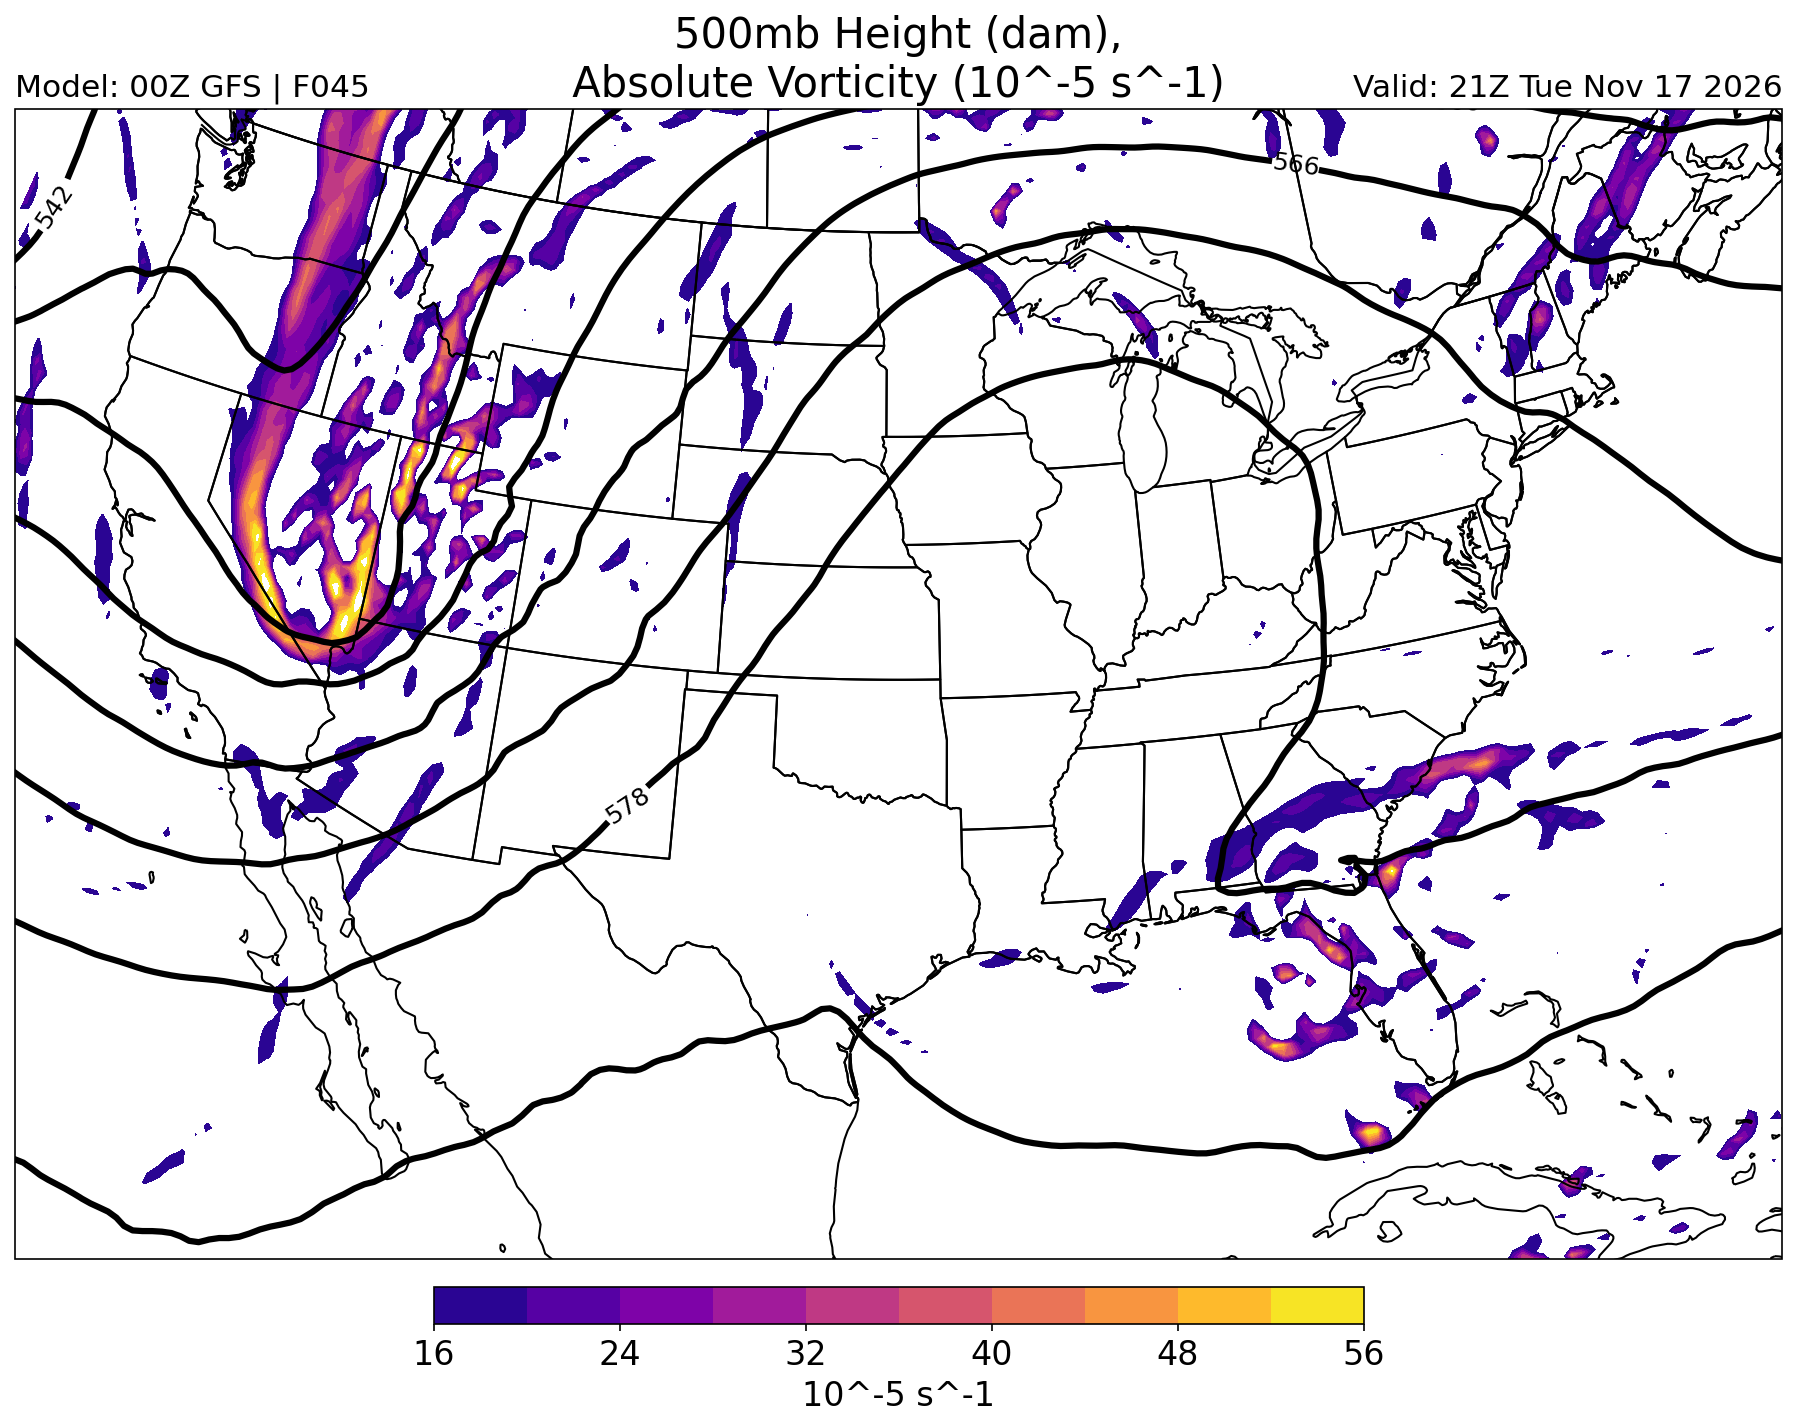 500mb Height (dam),
Model: 00Z GFS | F045
Absolute Vorticity (10^-5 s^-1)
Valid: 21Z Tue Nov 17 2026
542
566
578
16 24 32 40 48 56
10^-5 s^-1